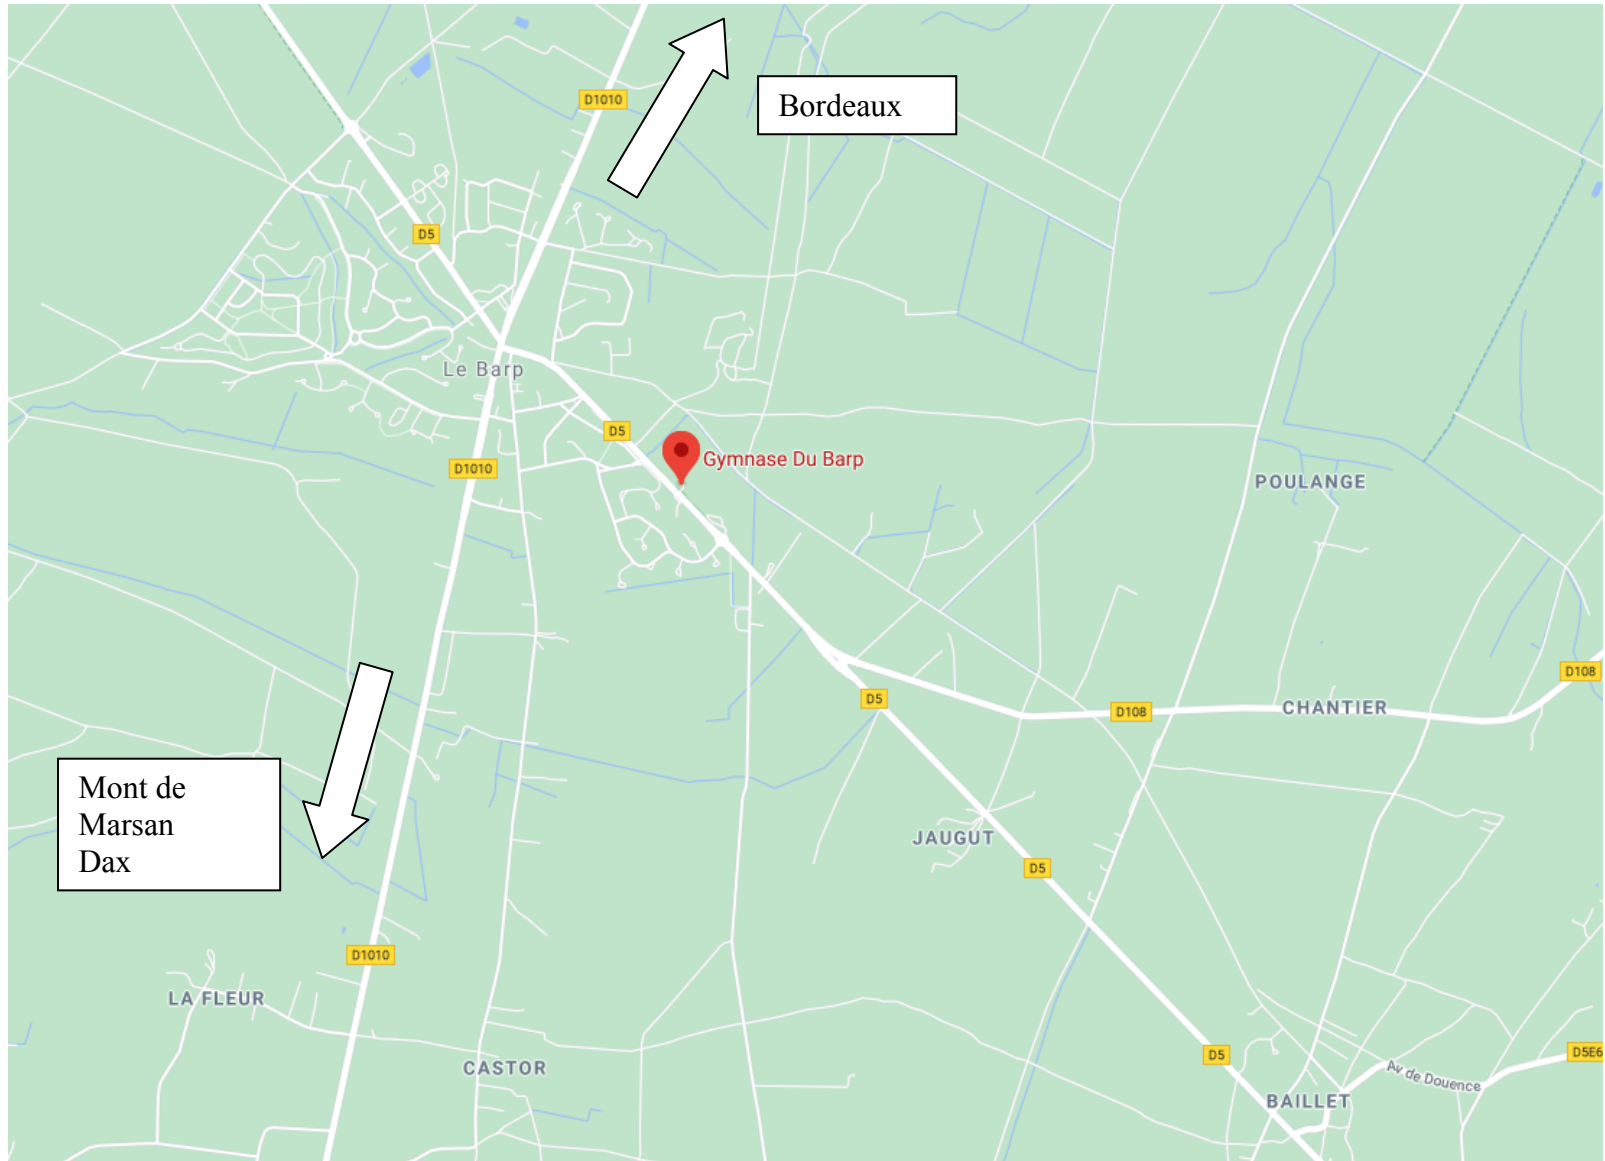 D1010
Bordeaux
D5
Le Barp
D5
Gymnase Du Barp
D1010
POULANGE
D108
D5
D108
CHANTIER
Mont de
Marsan
Dax
JAUGUT
D5
D1010
LA FLEUR
D5
D5E6
CASTOR
Av. de Douence
BAILLET